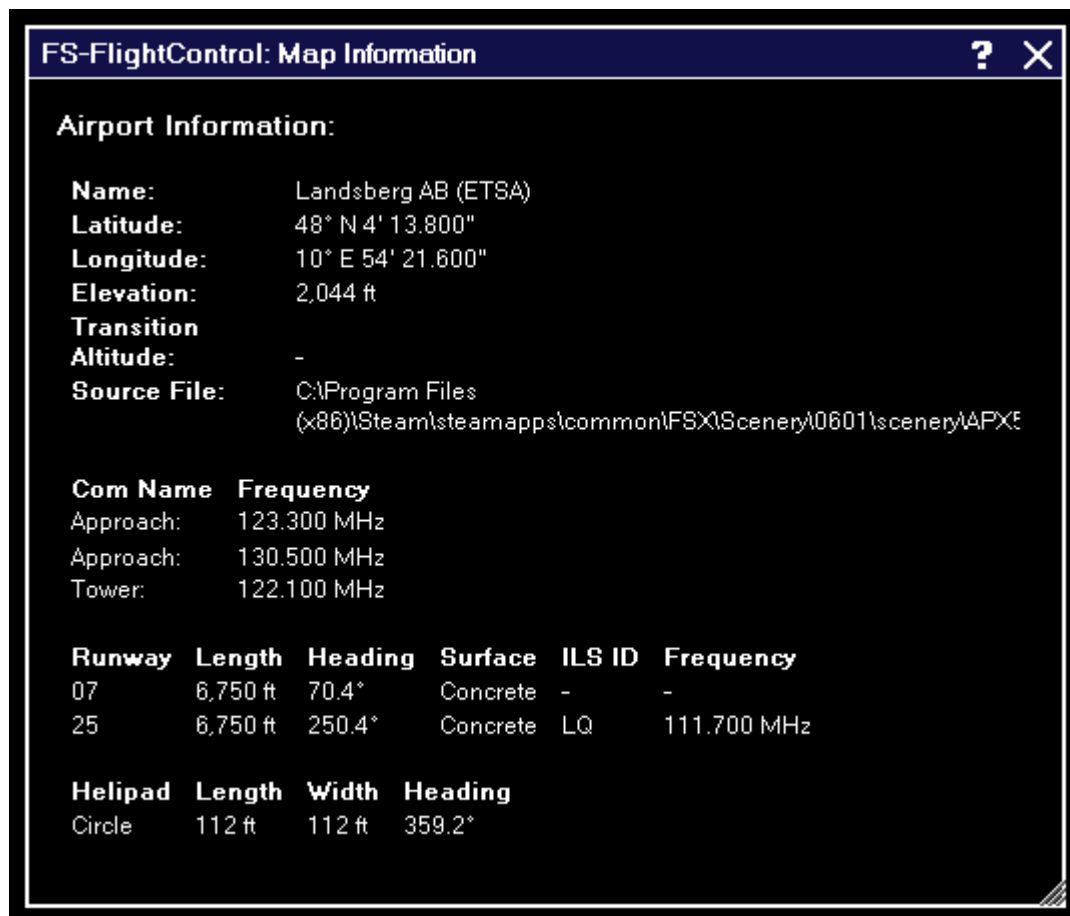 FS-FlightControl: Map Information ? X
Airport Information:
Name: Landsberg AB (ETSA)
Latitude: 48° N 4' 13.800"
Longitude: 10° E 54' 21.600"
Elevation: 2,044 ft
Transition
Altitude: -
Source File: C:\Program Files
(x86)\Steam\steamapps\common\FSX\Scenery\0601\scenery\APX5
Com Name Frequency
Approach: 123.300 MHz
Approach: 130.500 MHz
Tower: 122.100 MHz
Runway Length Heading Surface ILS ID Frequency
07 6,750 ft 70.4° Concrete - -
25 6,750 ft 250.4° Concrete LQ 111.700 MHz
Helipad Length Width Heading
Circle 112 ft 112 ft 359.2°